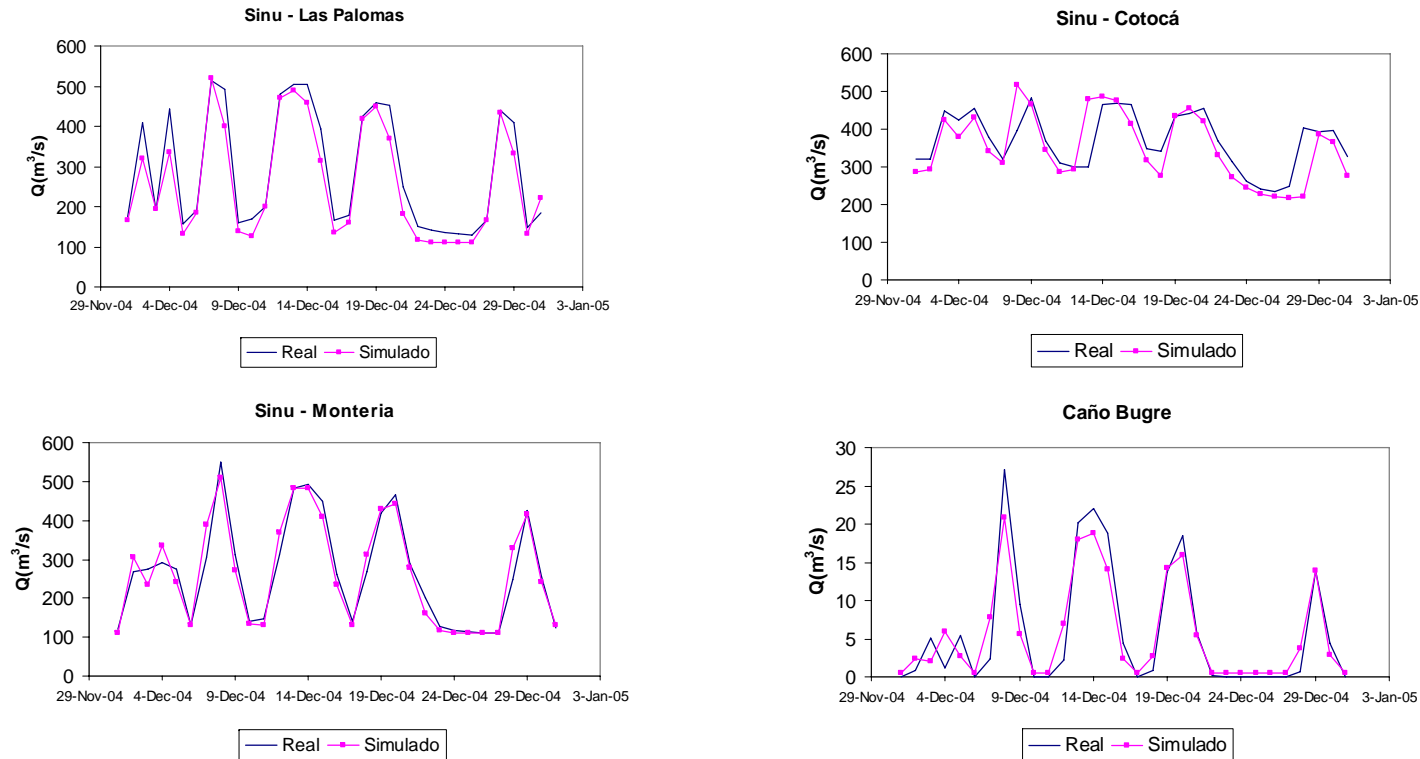 Sinu - Las Palomas
Q(m³/s)
600
500
400
300
200
100
0
29-Nov-04 4-Dec-04 9-Dec-04 14-Dec-04 19-Dec-04 24-Dec-04 29-Dec-04 3-Jan-05
Real Simulado
Sinu - Cotocá
Q(m³/s)
600
500
400
300
200
100
0
29-Nov-04 4-Dec-04 9-Dec-04 14-Dec-04 19-Dec-04 24-Dec-04 29-Dec-04 3-Jan-05
Real Simulado
Sinu - Monteria
Q(m³/s)
600
500
400
300
200
100
0
29-Nov-04 4-Dec-04 9-Dec-04 14-Dec-04 19-Dec-04 24-Dec-04 29-Dec-04 3-Jan-05
Real Simulado
Caño Bugre
Q(m³/s)
30
25
20
15
10
5
0
29-Nov-04 4-Dec-04 9-Dec-04 14-Dec-04 19-Dec-04 24-Dec-04 29-Dec-04 3-Jan-05
Real Simulado